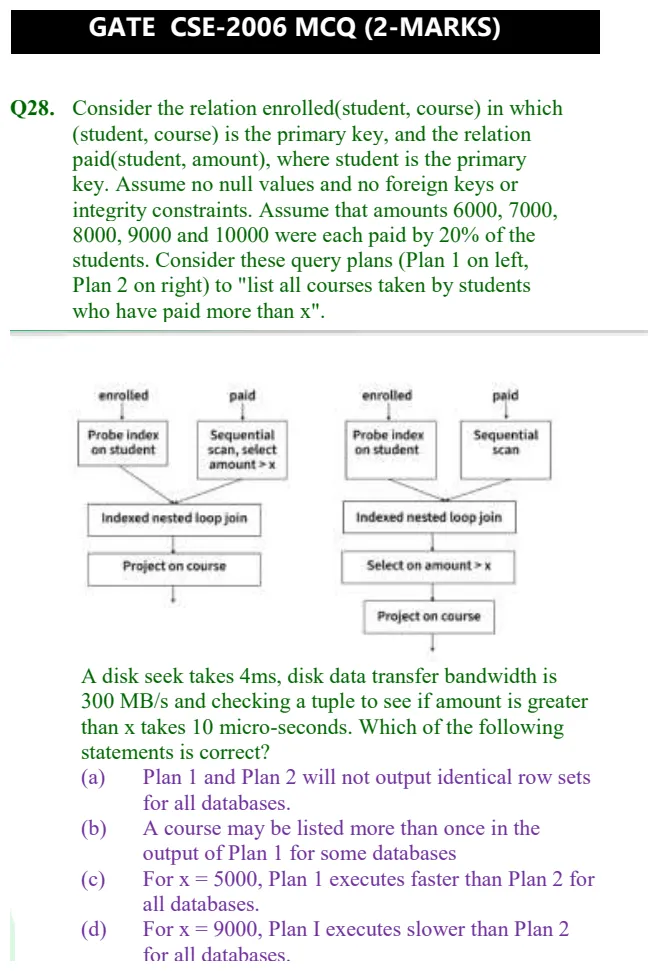 GATE CSE-2006 MCQ (2-MARKS)
Q28. Consider the relation enrolled(student, course) in which
(student, course) is the primary key, and the relation
paid(student, amount), where student is the primary
key. Assume no null values and no foreign keys or
integrity constraints. Assume that amounts 6000, 7000,
8000, 9000 and 10000 were each paid by 20% of the
students. Consider these query plans (Plan 1 on left,
Plan 2 on right) to "list all courses taken by students
who have paid more than x".
enrolled
paid
Probe index
on student
Sequential
scan, select
amount > x
Indexed nested loop join
Project on course
enrolled
paid
Probe index
on student
Sequential
scan
Indexed nested loop join
Select on amount > x
Project on course
A disk seek takes 4ms, disk data transfer bandwidth is
300 MB/s and checking a tuple to see if amount is greater
than x takes 10 micro-seconds. Which of the following
statements is correct?
(a) Plan 1 and Plan 2 will not output identical row sets
for all databases.
(b) A course may be listed more than once in the
output of Plan 1 for some databases
(c) For x = 5000, Plan 1 executes faster than Plan 2 for
all databases.
(d) For x = 9000, Plan I executes slower than Plan 2
for all databases.